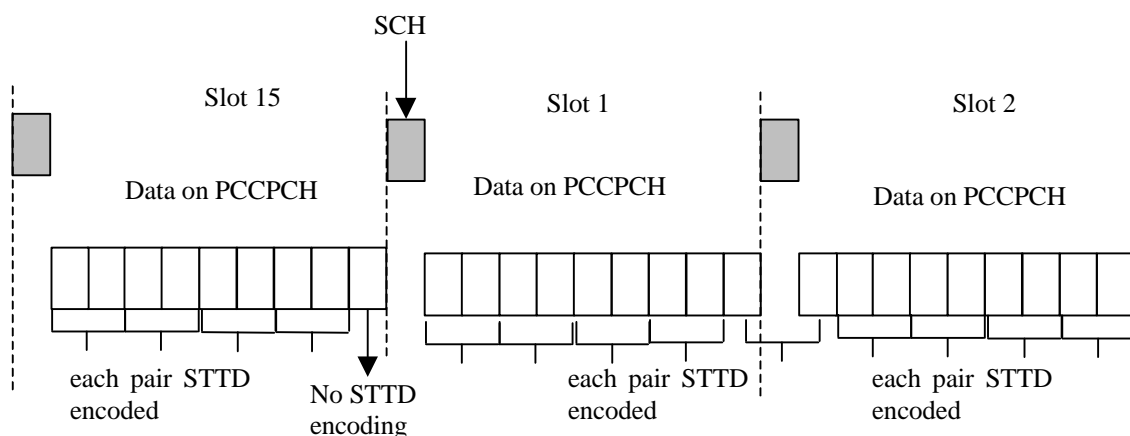 SCH
Slot 15
Slot 1
Slot 2
Data on PCCPCH
Data on PCCPCH
Data on PCCPCH
each pair STTD
encoded
No STTD
encoding
each pair STTD
encoded
each pair STTD
encoded